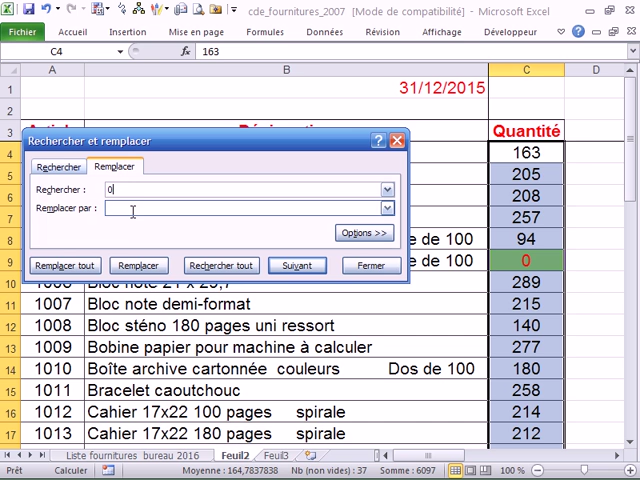 cde_fournitures_2007 [Mode de compatibilité] - Microsoft Excel
Fichier Accueil Insertion Mise en page Formules Données Révision Affichage Développeur
C4 fx 163
A B C D
1 31/12/2015
2
3 Quantité
Rechercher et remplacer
Rechercher Remplacer
Rechercher : 0
Remplacer par :
Options >>
Remplacer tout Remplacer Rechercher tout Suivant Fermer
4 163
5 205
6 208
7 257
8 e de 100 94
9 e de 100 0
10 289
11 1007 Bloc note demi-format 215
12 1008 Bloc sténo 180 pages uni ressort 140
13 1009 Bobine papier pour machine à calculer 277
14 1010 Boîte archive cartonnée couleurs Dos de 100 180
15 1011 Bracelet caoutchouc 258
16 1012 Cahier 17x22 100 pages spirale 214
17 1013 Cahier 17x22 180 pages spirale 212
Liste fournitures bureau 2016 Feuil2 Feuil3
Prêt Calculer Moyenne : 164,7837838 Nb (non vides) : 37 Somme : 6097 100 %